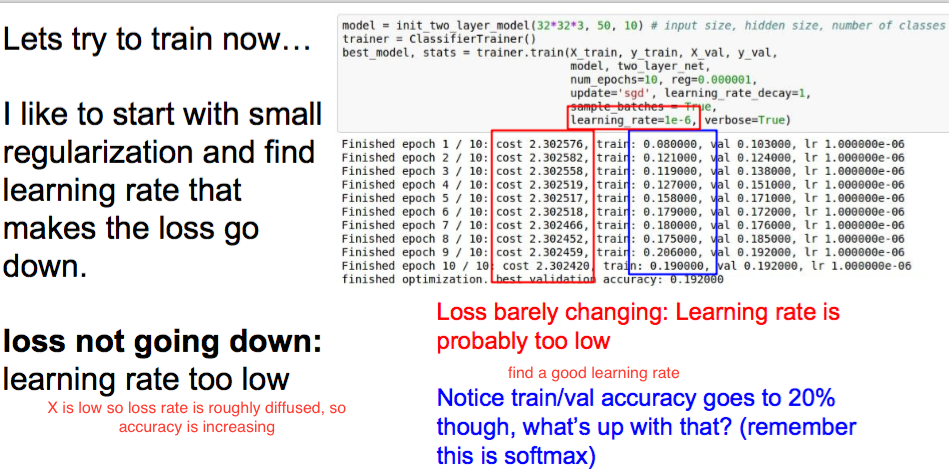 Lets try to train now…
I like to start with small
regularization and find
learning rate that
makes the loss go
down.
loss not going down:
learning rate too low
X is low so loss rate is roughly diffused, so
accuracy is increasing
model = init_two_layer_model(32*32*3, 50, 10) # input size, hidden size, number of classes
trainer = ClassifierTrainer()
best_model, stats = trainer.train(X_train, y_train, X_val, y_val,
model, two_layer_net,
num_epochs=10, reg=0.000001,
update='sgd', learning_rate_decay=1,
sample_batches = True,
learning_rate=1e-6, verbose=True)
Finished epoch 1 / 10: cost 2.302576, train: 0.080000, val 0.103000, lr 1.000000e-06
Finished epoch 2 / 10: cost 2.302582, train: 0.121000, val 0.124000, lr 1.000000e-06
Finished epoch 3 / 10: cost 2.302558, train: 0.119000, val 0.138000, lr 1.000000e-06
Finished epoch 4 / 10: cost 2.302519, train: 0.127000, val 0.151000, lr 1.000000e-06
Finished epoch 5 / 10: cost 2.302517, train: 0.158000, val 0.171000, lr 1.000000e-06
Finished epoch 6 / 10: cost 2.302518, train: 0.179000, val 0.172000, lr 1.000000e-06
Finished epoch 7 / 10: cost 2.302466, train: 0.180000, val 0.176000, lr 1.000000e-06
Finished epoch 8 / 10: cost 2.302452, train: 0.175000, val 0.185000, lr 1.000000e-06
Finished epoch 9 / 10: cost 2.302459, train: 0.206000, val 0.192000, lr 1.000000e-06
Finished epoch 10 / 10: cost 2.302420, train: 0.190000, val 0.192000, lr 1.000000e-06
finished optimization. best validation accuracy: 0.192000
Loss barely changing: Learning rate is
probably too low
find a good learning rate
Notice train/val accuracy goes to 20%
though, what's up with that? (remember
this is softmax)